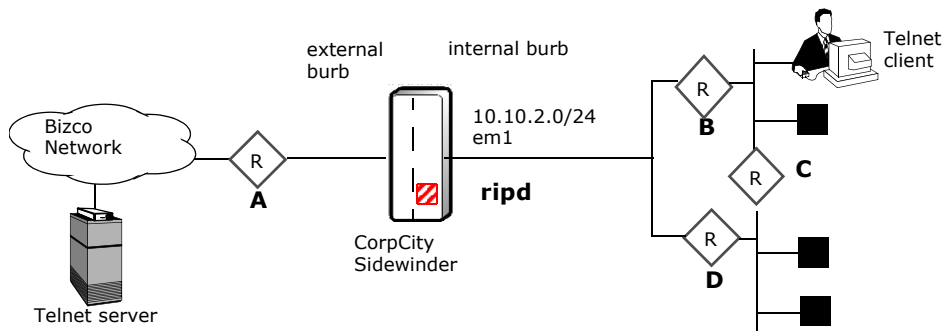 external
burb
internal burb
Telnet
client
Bizco
Network
10.10.2.0/24
em1
R
B
R
A
R
C
ripd
R
D
CorpCity
Sidewinder
Telnet server